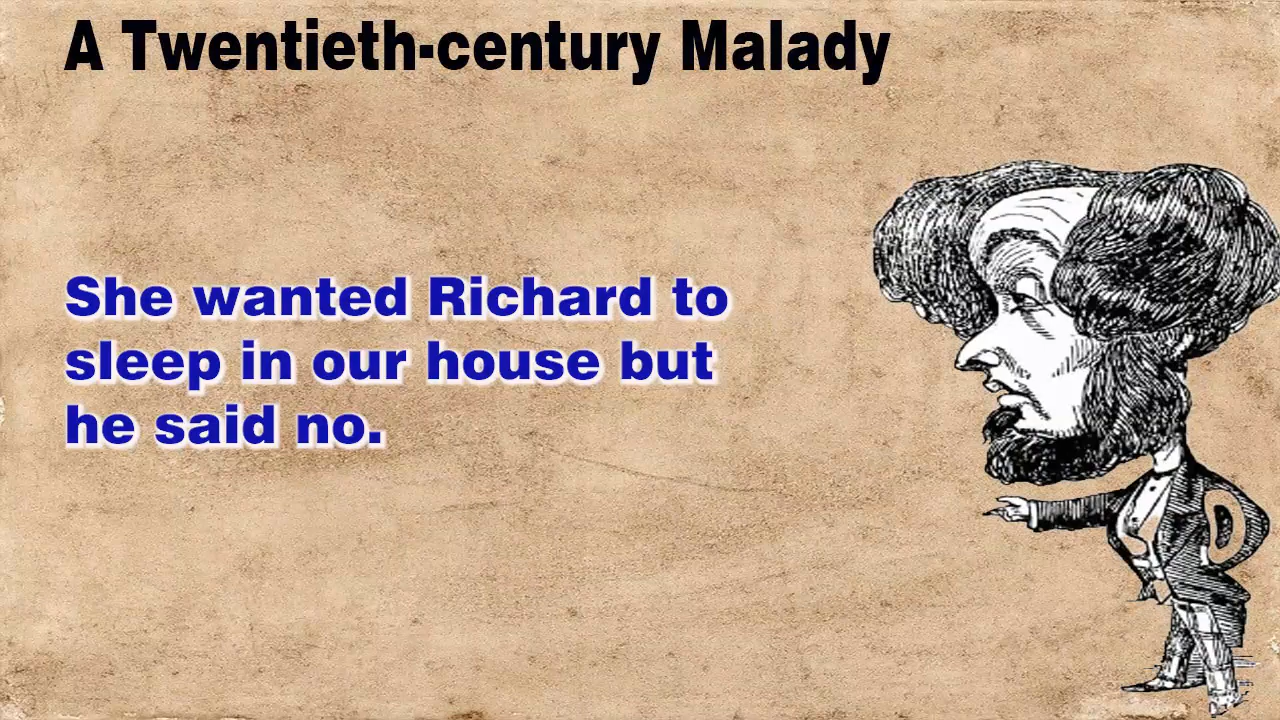 A Twentieth-century Malady
She wanted Richard to
sleep in our house but
he said no.